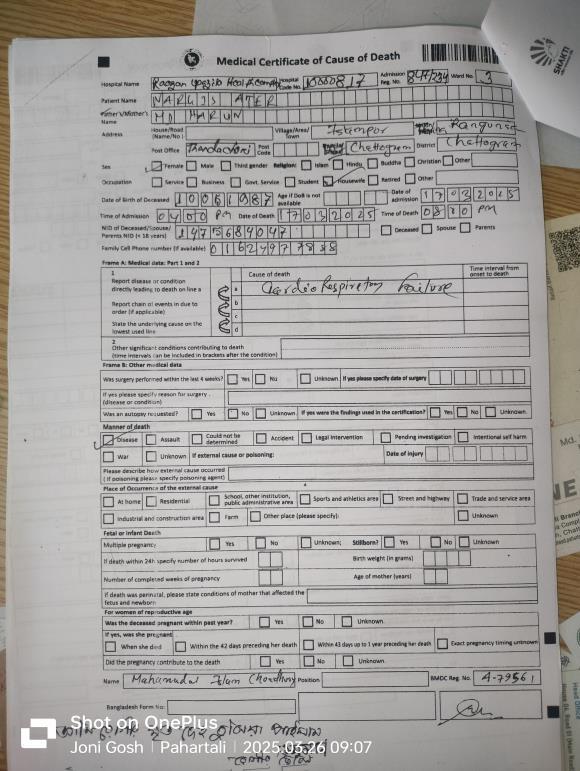 Medical Certificate of Cause of Death
Hospital Name Hospital Code No. 10000817 Admission Reg. No. Ward No. 3
Patient Name NARGIS ATER
Father's/Mother's Name MD HARUN
Address House/Road (Name/No.) Village/Area/Town Islampur
Post Office Post Code Chattogram District Chattogram
Sex Female Male Third gender Religion: Islam Hindu Buddha Christian Other
Occupation Service Business Govt. Service Student Housewife Retired Other
Date of Birth of Deceased 10061987 Age if DoB is not available Date of admission 17032025
Time of Admission 0400 PM Date of Death 17032025 Time of Death PM
NID of Deceased/Spouse/Parents NID (< 18 years) Deceased Spouse Parents
Family Cell Phone number (if available)
Frame A: Medical data: Part 1 and 2
1 Cause of death Time interval from onset to death
Report disease or condition directly leading to death on line a a Cardio Respiratory Failure
Report chain of events in due to order (if applicable) b
c
State the underlying cause on the lowest used line d
2
Other significant conditions contributing to death (time intervals can be included in brackets after the condition)
Frame B: Other medical data
Was surgery performed within the last 4 weeks? Yes No Unknown If yes please specify date of surgery
If yes please specify reason for surgery (disease or condition)
Was an autopsy requested? Yes No Unknown If yes were the findings used in the certification? Yes No Unknown
Manner of death
Disease Assault Could not be determined Accident Legal intervention Pending investigation Intentional self harm
War Unknown If external cause or poisoning: Date of injury
Please describe how external cause occurred (If poisoning please specify poisoning agent)
Place of Occurrence of the external cause
At home Residential School, other institution, public administrative area Sports and athletics area Street and highway Trade and service area
Industrial and construction area Farm Other place (please specify): Unknown
Fetal or infant Death
Multiple pregnancy Yes No Unknown; Stillborn? Yes No Unknown
If death within 24h specify number of hours survived Birth weight (in grams)
Number of completed weeks of pregnancy Age of mother (years)
If death was perinatal, please state conditions of mother that affected the fetus and newborn
For women of reproductive age
Was the deceased pregnant within past year? Yes No Unknown
If yes, was she pregnant
When she died Within the 42 days preceding her death Within 43 days up to 1 year preceding her death Exact pregnancy timing unknown
Did the pregnancy contribute to the death Yes No Unknown
Name Mahamudul Islam Chowdhury Position BMDC Reg. No. A-79561
Bangladesh Form No:
SHAKTI
Md.
Shot on OnePlus
Joni Gosh | Pahartali | 2025.03.26 09:07